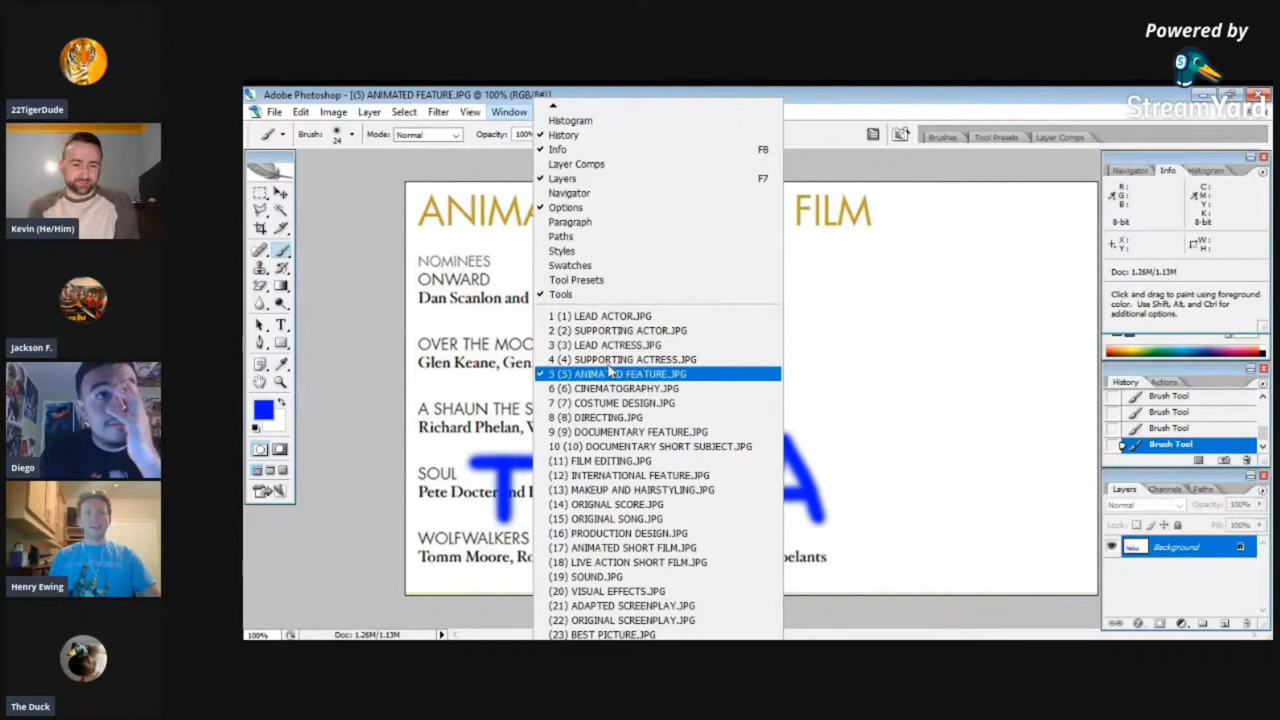 Powered by
StreamYard
22TigerDude
Kevin (He/Him)
Jackson F.
Diego
Henry Ewing
The Duck
Adobe Photoshop - [(5) ANIMATED FEATURE.JPG @ 100% (RGB/8#)]
File Edit Image Layer Select Filter View Window
Brush: 24 Mode: Normal Opacity: 100%
Brushes Tool Presets Layer Comps
Histogram
History
Info F8
Layer Comps
Layers F7
Navigator
Options
Paragraph
Paths
Styles
Swatches
Tool Presets
Tools
1 (1) LEAD ACTOR.JPG
2 (2) SUPPORTING ACTOR.JPG
3 (3) LEAD ACTRESS.JPG
4 (4) SUPPORTING ACTRESS.JPG
5 (5) ANIMATED FEATURE.JPG
6 (6) CINEMATOGRAPHY.JPG
7 (7) COSTUME DESIGN.JPG
8 (8) DIRECTING.JPG
9 (9) DOCUMENTARY FEATURE.JPG
10 (10) DOCUMENTARY SHORT SUBJECT.JPG
(11) FILM EDITING.JPG
(12) INTERNATIONAL FEATURE.JPG
(13) MAKEUP AND HAIRSTYLING.JPG
(14) ORIGNAL SCORE.JPG
(15) ORIGINAL SONG.JPG
(16) PRODUCTION DESIGN.JPG
(17) ANIMATED SHORT FILM.JPG
(18) LIVE ACTION SHORT FILM.JPG
(19) SOUND.JPG
(20) VISUAL EFFECTS.JPG
(21) ADAPTED SCREENPLAY.JPG
(22) ORIGINAL SCREENPLAY.JPG
(23) BEST PICTURE.JPG
ANIMA FILM
NOMINEES
ONWARD
Dan Scanlon and
OVER THE MOO
Glen Keane, Gen
A SHAUN THE S
Richard Phelan,
SOUL
Pete Docter and
WOLFWALKERS
Tomm Moore, Ro
T A
100% Doc: 1.26M/1.13M
Navigator Info Histogram
R: C:
G: M:
B: Y:
K:
8-bit 8-bit
X: W:
Y: H:
Doc: 1.26M/1.13M
Click and drag to paint using foreground
color. Use Shift, Alt, and Ctrl for
additional options.
History Actions
Brush Tool
Brush Tool
Brush Tool
Brush Tool
Layers Channels Paths
Normal Opacity: 100%
Lock: Fill: 100%
Background